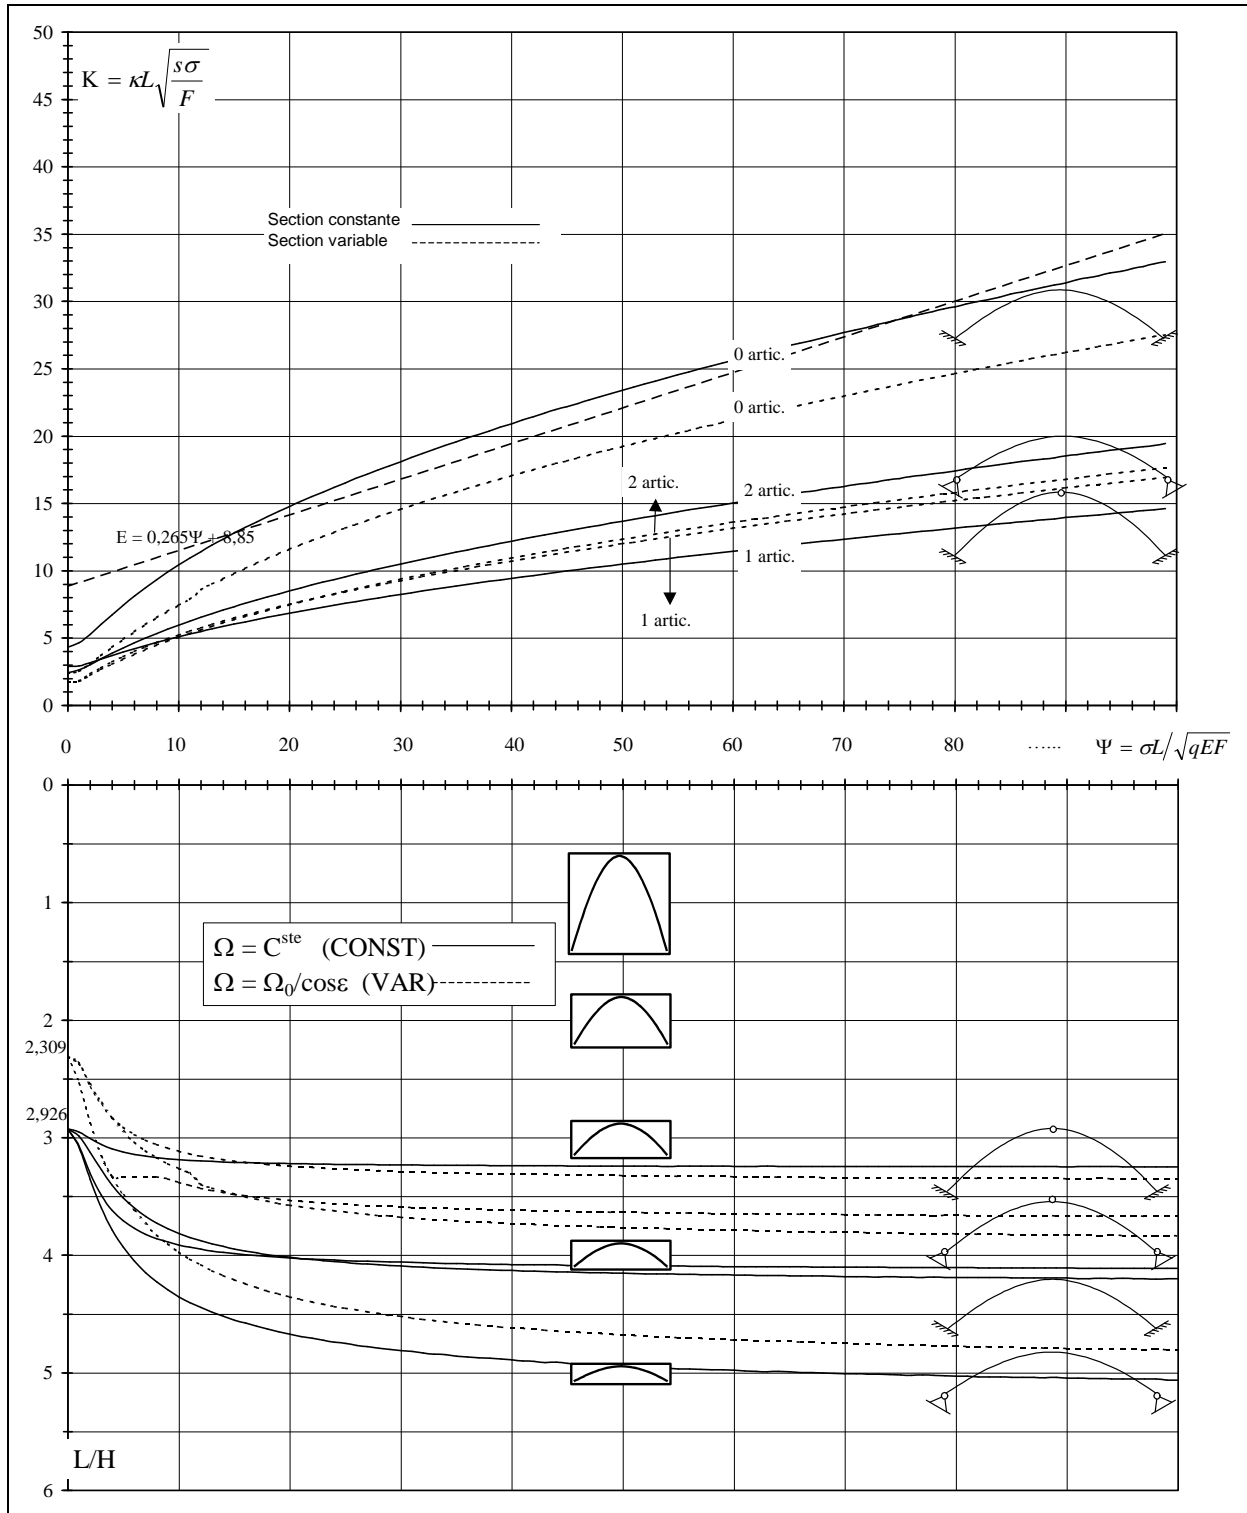 50
K = κL√(sσ/F)
45
40
Section constante
Section variable
35
30
0 artic.
25
0 artic.
20
2 artic.
2 artic.
15
E = 0,265Ψ + 8,85
10
1 artic.
1 artic.
5
0
0 10 20 30 40 50 60 70 80 ...... Ψ = σL/√qEF
0
1
Ω = Cste (CONST)
Ω = Ω0/cosε (VAR)
2
2,309
2,926
3
4
5
L/H
6